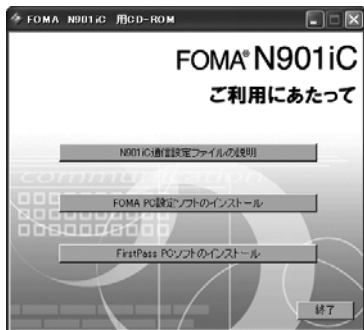 FOMA N901iC 用CD-ROM
FOMA® N901iC
ご利用にあたって
N901iC通信設定ファイルの説明
communication
FOMA PC設定ソフトのインストール
FirstPass PCソフトのインストール
終了